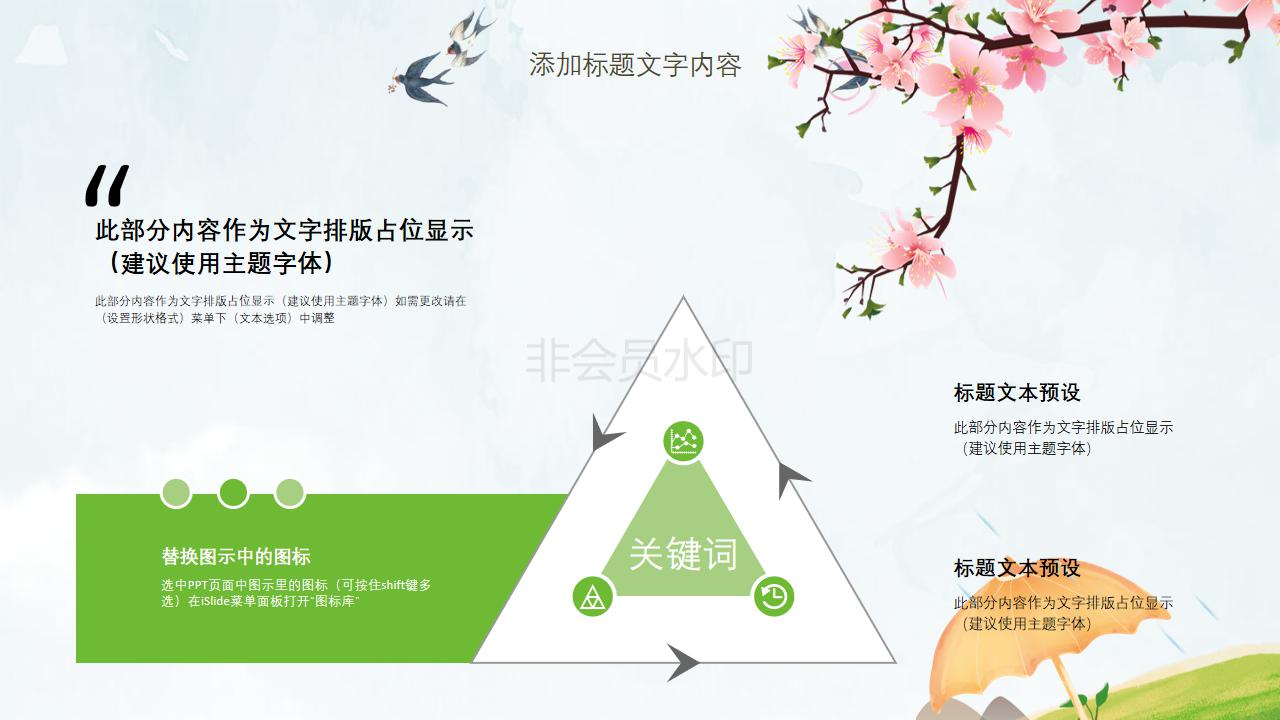 添加标题文字内容
“
此部分内容作为文字排版占位显示
（建议使用主题字体）
此部分内容作为文字排版占位显示（建议使用主题字体）如需更改请在
（设置形状格式）菜单下（文本选项）中调整
非会员水印
标题文本预设
此部分内容作为文字排版占位显示
（建议使用主题字体）
替换图示中的图标
选中PPT页面中图示里的图标（可按住shift键多
选）在iSlide菜单面板打开“图标库”
关键词
标题文本预设
此部分内容作为文字排版占位显示
（建议使用主题字体）